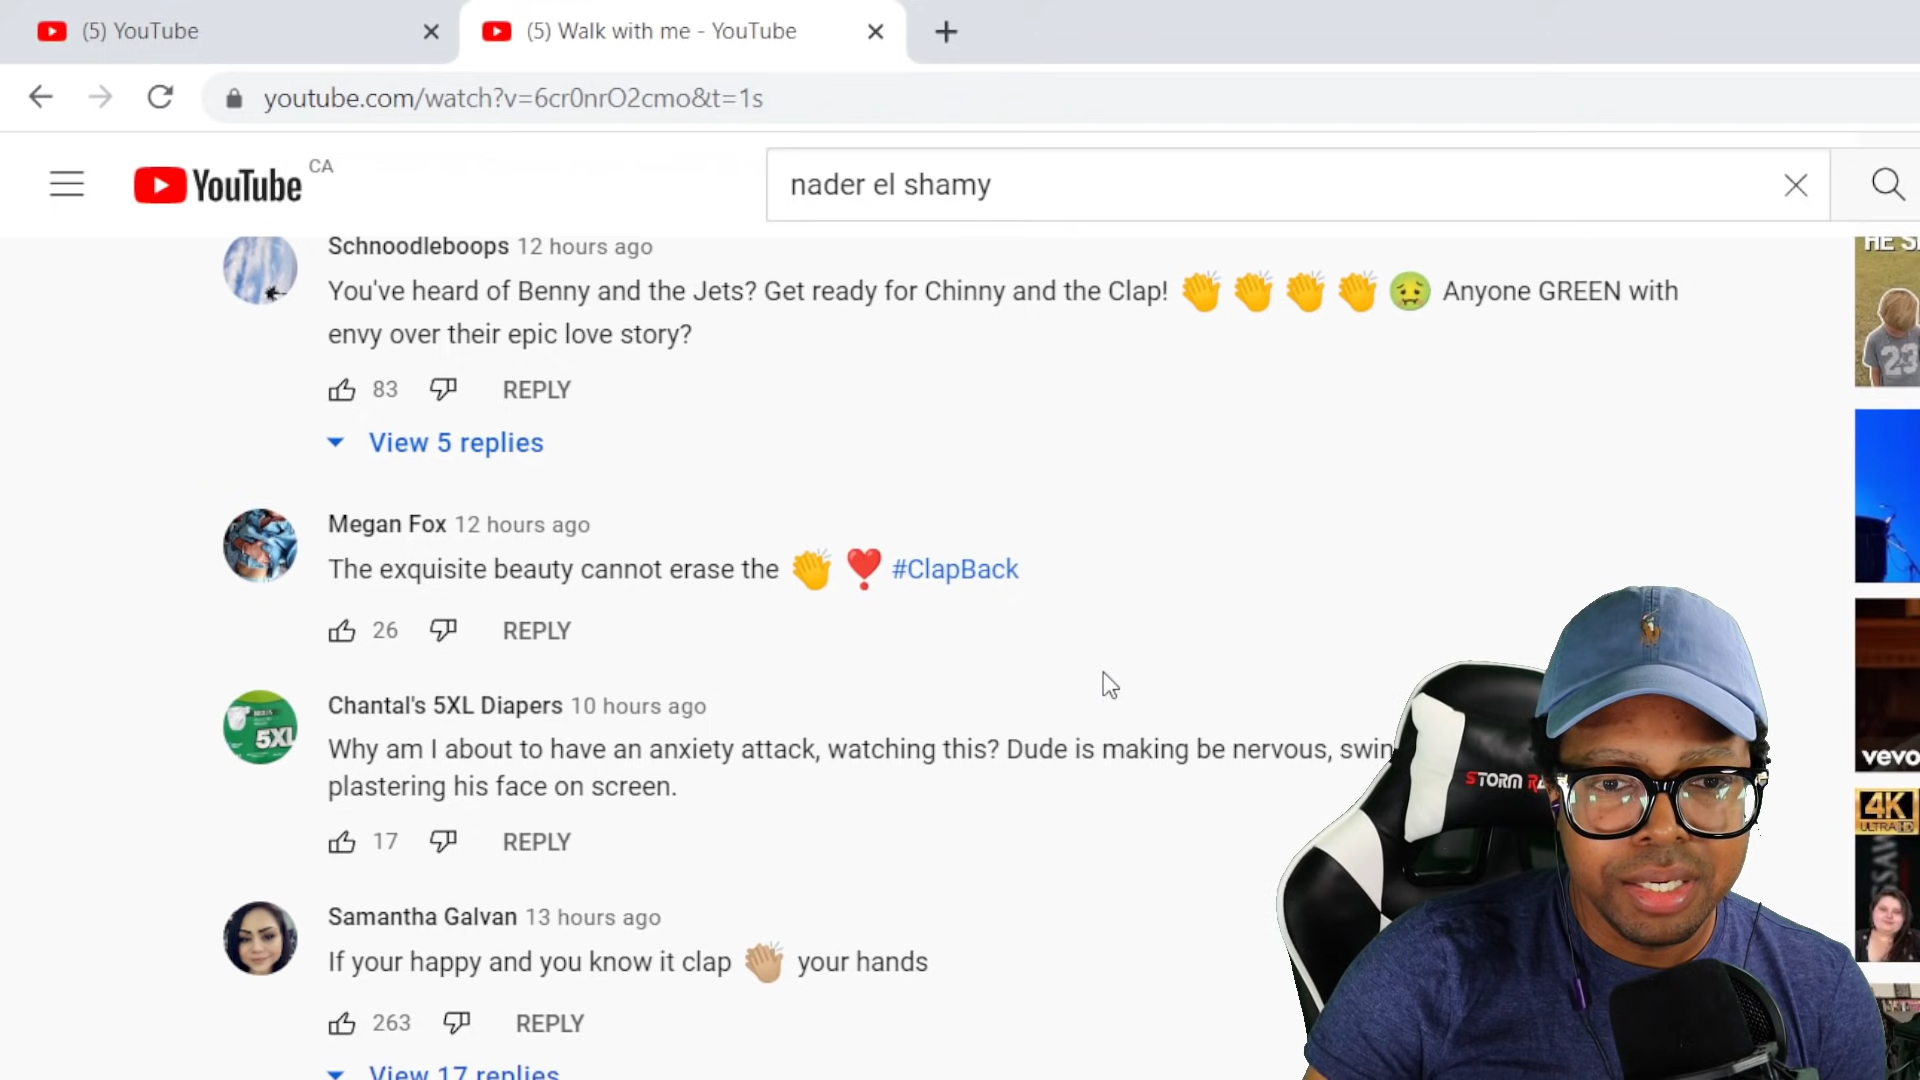 (5) YouTube
(5) Walk with me - YouTube
youtube.com/watch?v=6cr0nrO2cmo&t=1s
YouTube CA
nader el shamy
Schnoodleboops 12 hours ago
You've heard of Benny and the Jets? Get ready for Chinny and the Clap! 👏 👏 👏 👏 🤢 Anyone GREEN with
envy over their epic love story?
83 REPLY
View 5 replies
Megan Fox 12 hours ago
The exquisite beauty cannot erase the 👏 ❣️ #ClapBack
26 REPLY
Chantal's 5XL Diapers 10 hours ago
Why am I about to have an anxiety attack, watching this? Dude is making be nervous, swin
plastering his face on screen.
17 REPLY
Samantha Galvan 13 hours ago
If your happy and you know it clap 👏🏼 your hands
263 REPLY
View 17 replies
HE S
23
vevo
4K
ULTRA HD
5XL
STORM